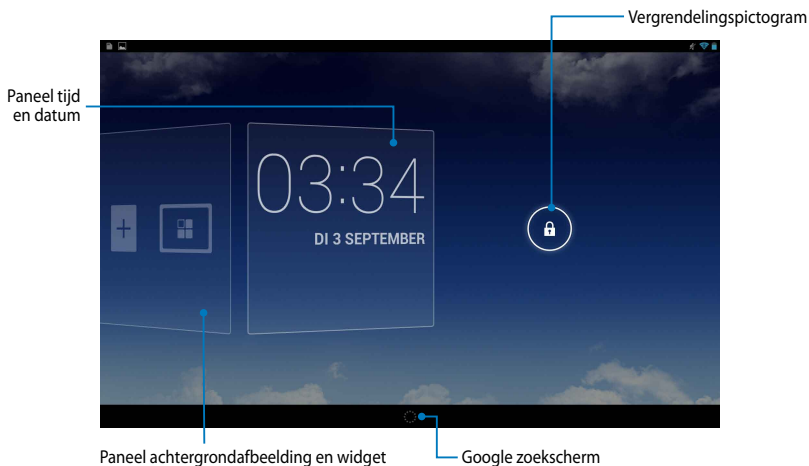 Vergrendelingspictogram
Paneel tijd
en datum
03:34
DI 3 SEPTEMBER
Paneel achtergrondafbeelding en widget
Google zoekscherm